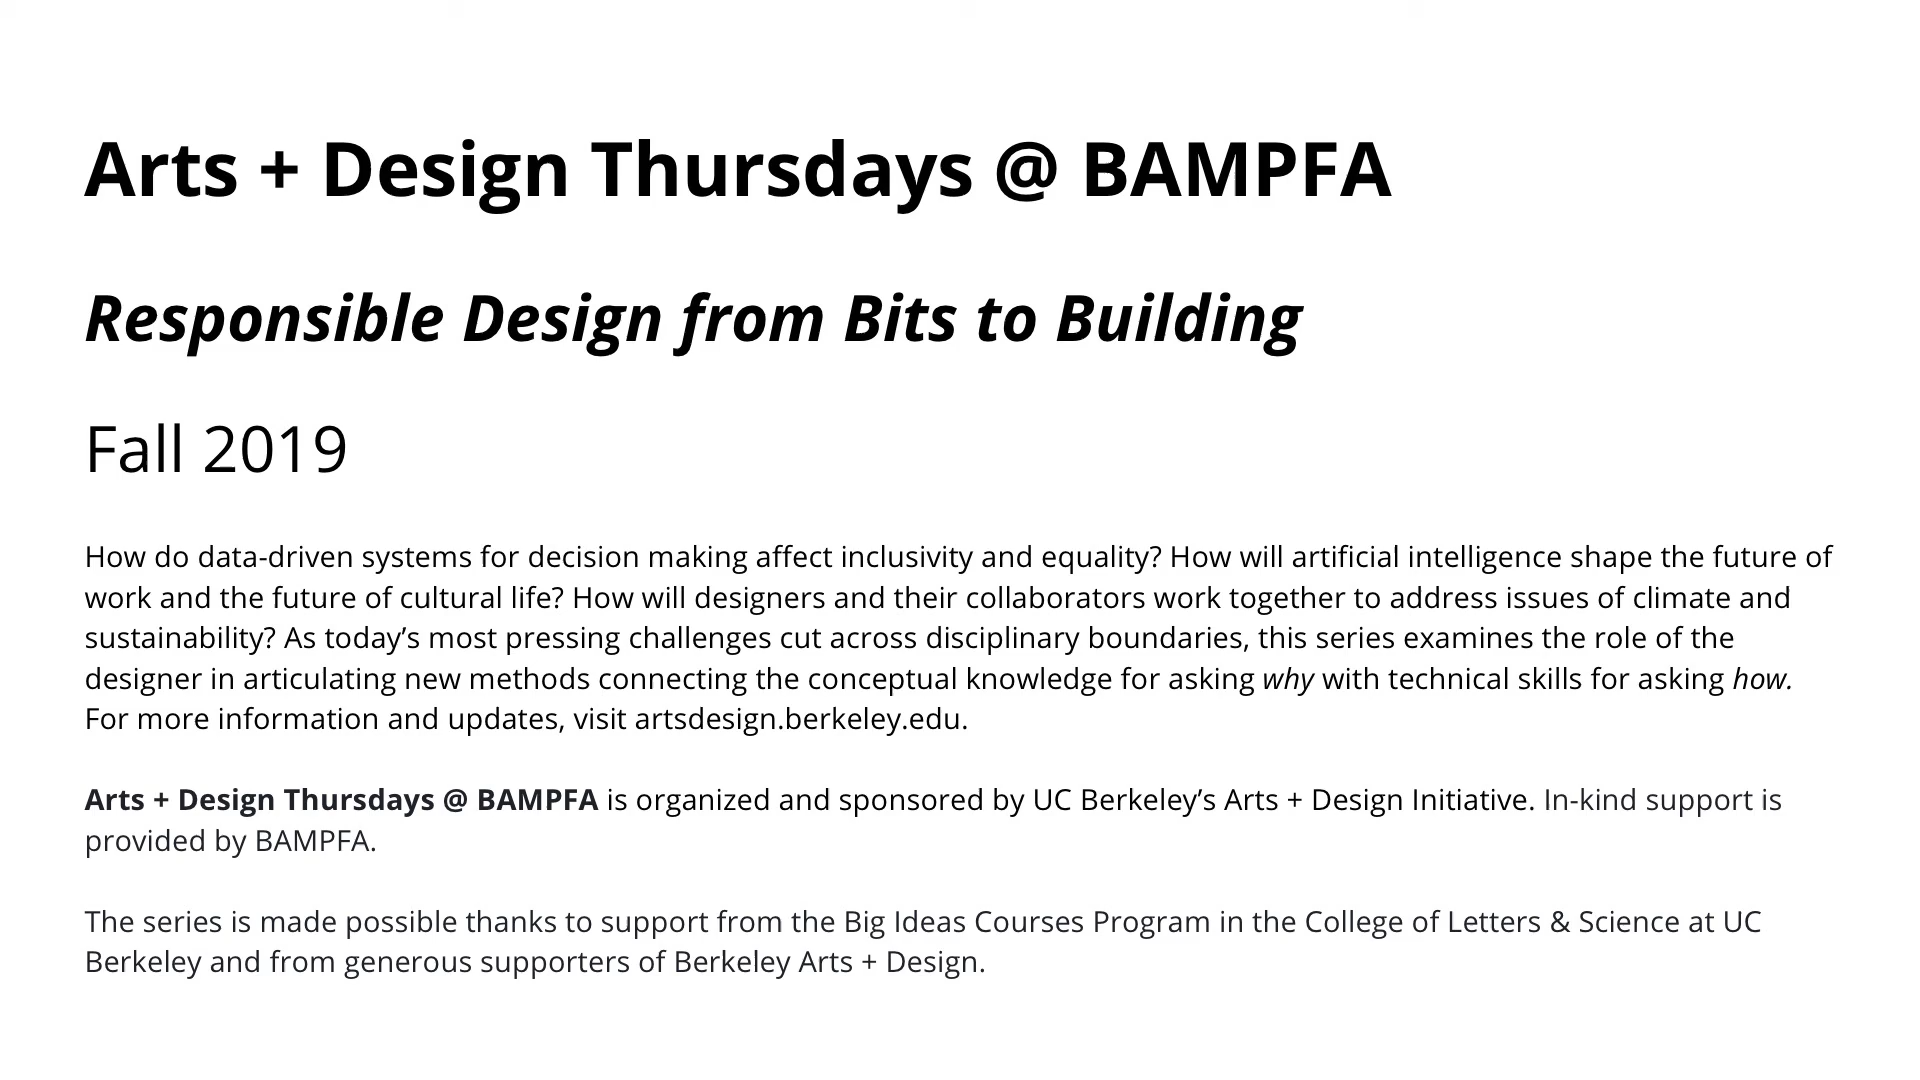 Arts + Design Thursdays @ BAMPFA
Responsible Design from Bits to Building
Fall 2019
How do data-driven systems for decision making affect inclusivity and equality? How will artificial intelligence shape the future of
work and the future of cultural life? How will designers and their collaborators work together to address issues of climate and
sustainability? As today’s most pressing challenges cut across disciplinary boundaries, this series examines the role of the
designer in articulating new methods connecting the conceptual knowledge for asking why with technical skills for asking how.
For more information and updates, visit artsdesign.berkeley.edu.
Arts + Design Thursdays @ BAMPFA is organized and sponsored by UC Berkeley’s Arts + Design Initiative. In-kind support is
provided by BAMPFA.
The series is made possible thanks to support from the Big Ideas Courses Program in the College of Letters & Science at UC
Berkeley and from generous supporters of Berkeley Arts + Design.